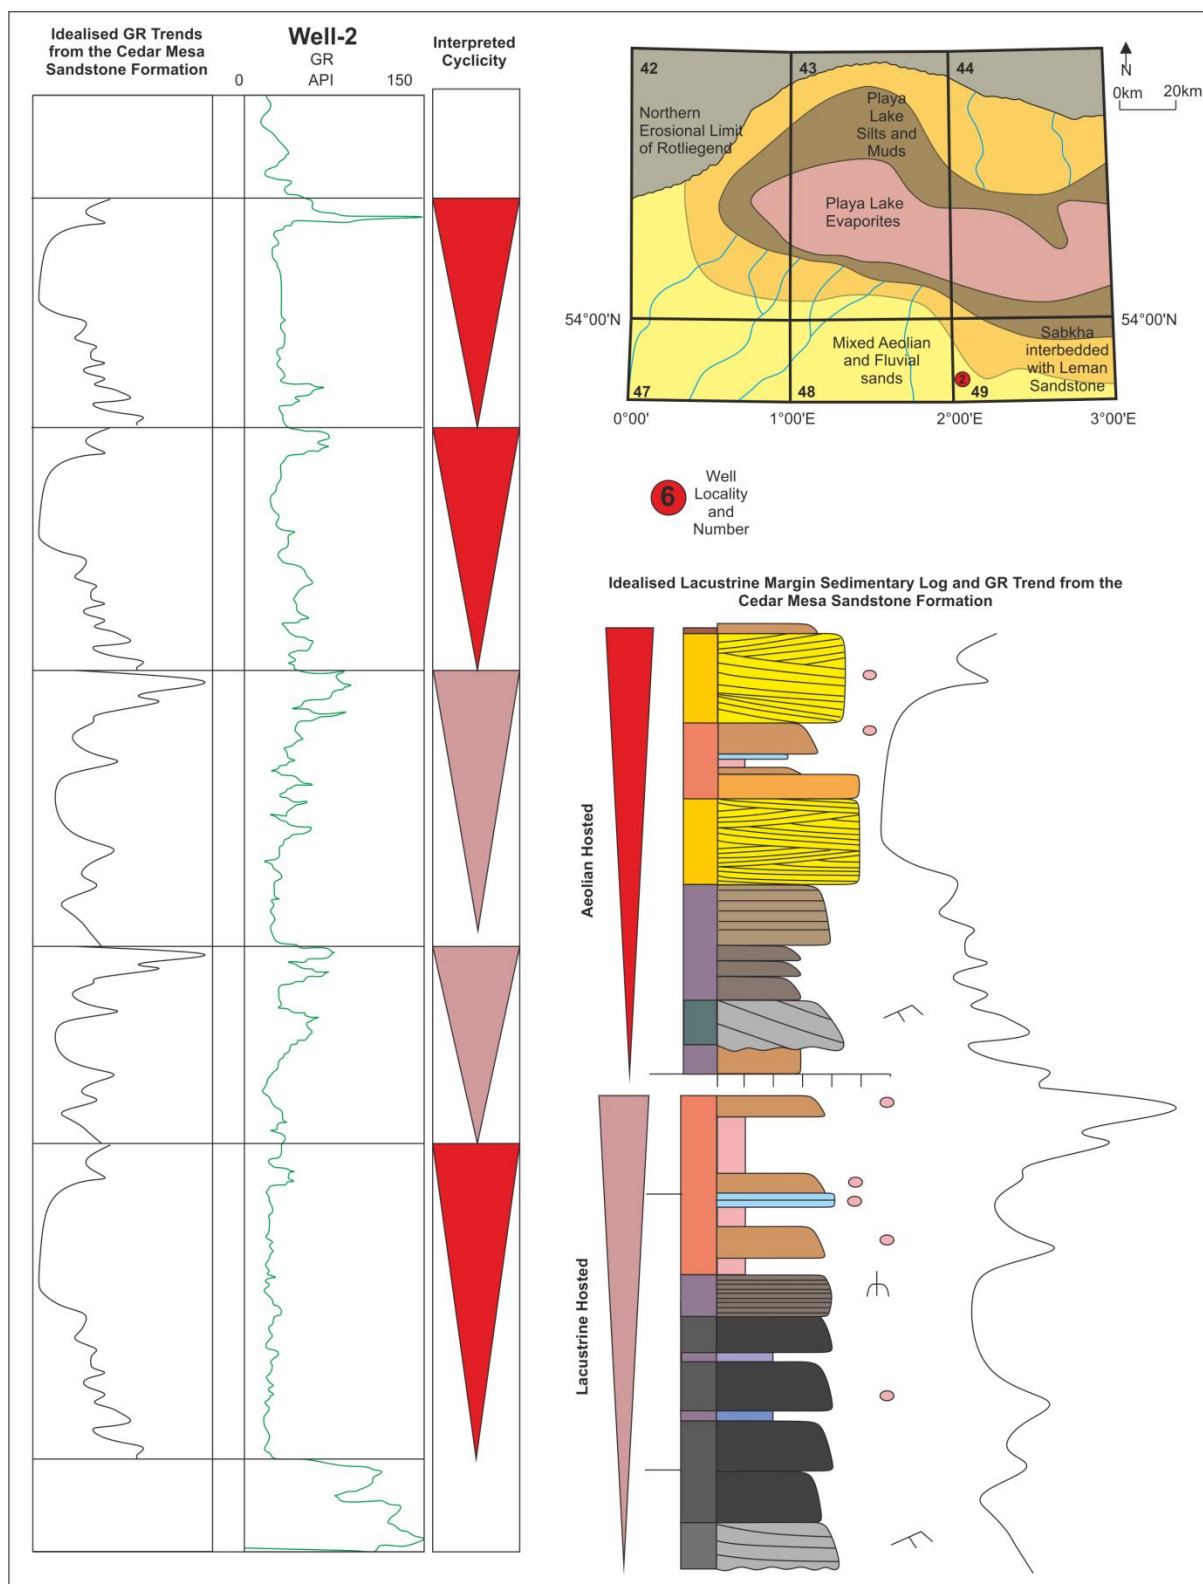 Idealised GR Trends
from the Cedar Mesa
Sandstone Formation
Well-2
GR
API
0
150
Interpreted
Cyclicity
42
43
44
N
0km
20km
Northern
Erosional Limit
of Rotliegend
Playa
Lake
Silts and
Muds
Playa Lake
Evaporites
54°00'N
54°00'N
Mixed Aeolian
and Fluvial
sands
Sabkha
interbedded
with Leman
Sandstone
2
47
48
49
0°00'
1°00'E
2°00'E
3°00'E
6
Well
Locality
and
Number
Idealised Lacustrine Margin Sedimentary Log and GR Trend from the
Cedar Mesa Sandstone Formation
Aeolian Hosted
Lacustrine Hosted